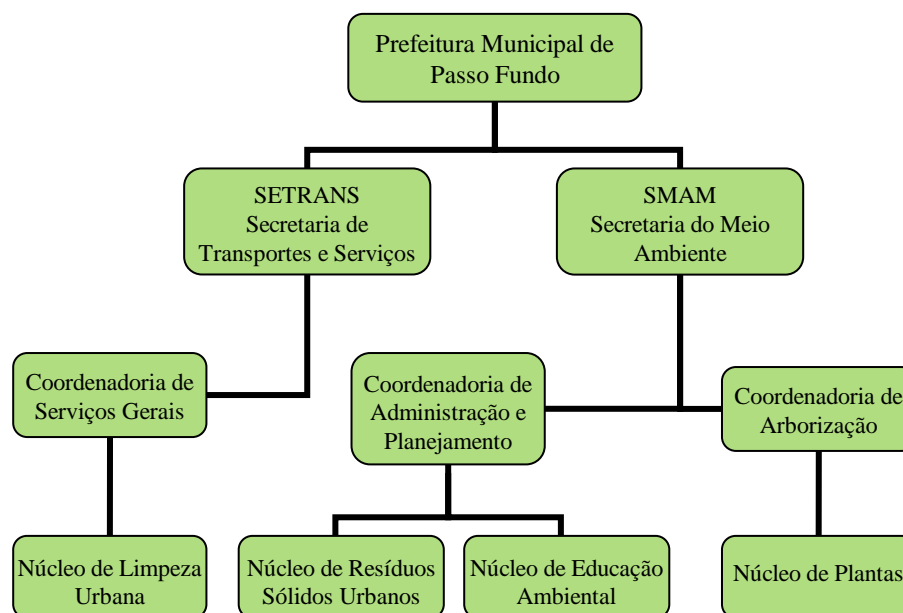 Prefeitura Municipal de
Passo Fundo
SETRANS
Secretaria de
Transportes e Serviços
SMAM
Secretaria do Meio
Ambiente
Coordenadoria de
Serviços Gerais
Coordenadoria de
Administração e
Planejamento
Coordenadoria de
Arborização
Núcleo de Limpeza
Urbana
Núcleo de Resíduos
Sólidos Urbanos
Núcleo de Educação
Ambiental
Núcleo de Plantas